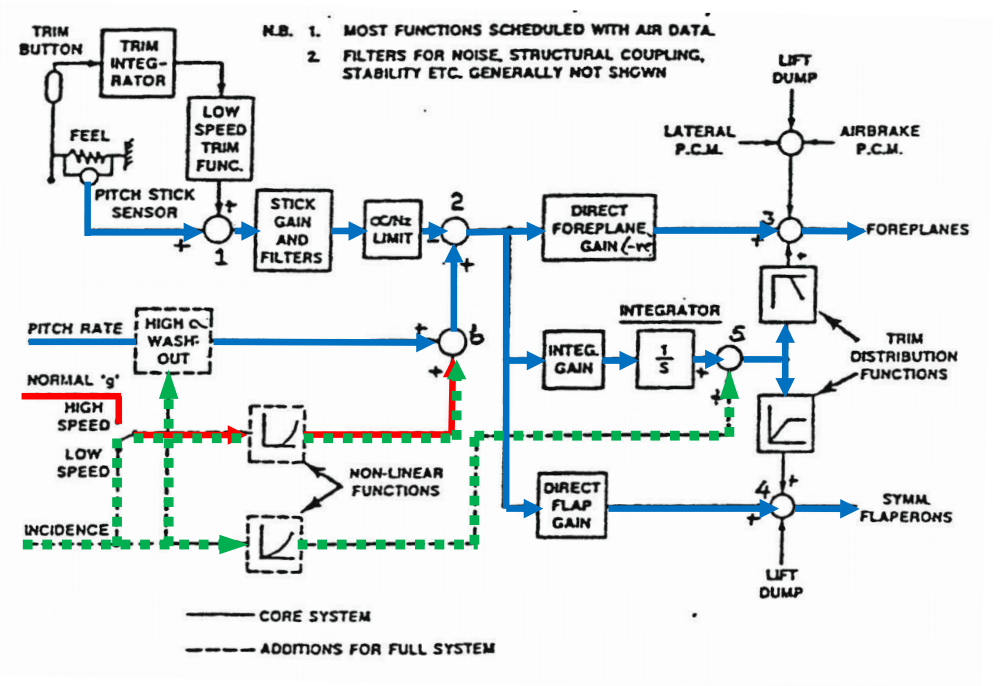 N.B. 1. MOST FUNCTIONS SCHEDULED WITH AIR DATA.
2 FILTERS FOR NOISE, STRUCTURAL COUPLING,
STABILITY ETC. GENERALLY NOT SHOWN
TRIM
BUTTON
TRIM
INTEG-
RATOR
LOW
SPEED
TRIM
FUNC.
FEEL
PITCH STICK
SENSOR
+
+
1
STICK
GAIN
AND
FILTERS
α/Nz
LIMIT
2
-
+
DIRECT
FOREPLANE
GAIN (-ve)
LIFT
DUMP
LATERAL
P.C.M.
AIRBRAKE
P.C.M.
3
+
+
FOREPLANES
PITCH RATE
HIGH α
WASH-
OUT
+
6
+
INTEGRATOR
INTEG.
GAIN
1
S
5
+
+
TRIM
DISTRIBUTION
FUNCTIONS
NORMAL 'g'
HIGH
SPEED
LOW
SPEED
INCIDENCE
NON-LINEAR
FUNCTIONS
DIRECT
FLAP
GAIN
4
+
+
SYMM.
FLAPERONS
LIFT
DUMP
CORE SYSTEM
ADDITIONS FOR FULL SYSTEM